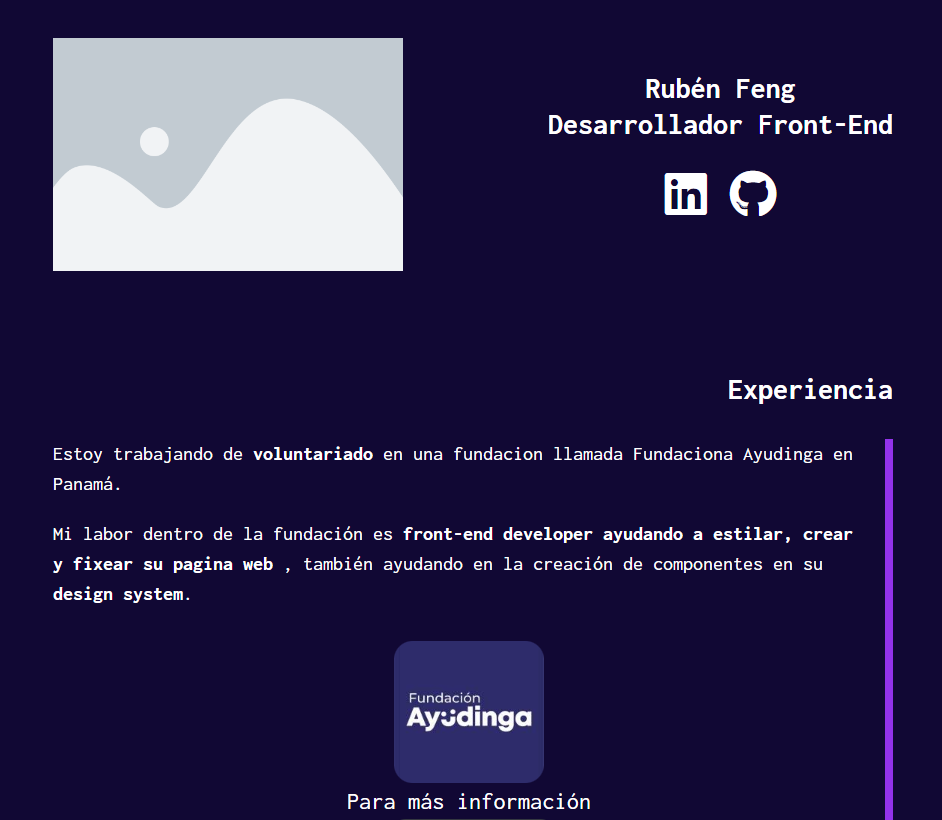 Rubén Feng
Desarrollador Front-End
in
Experiencia
Estoy trabajando de voluntariado en una fundacion llamada Fundaciona Ayudinga en
Panamá.
Mi labor dentro de la fundación es front-end developer ayudando a estilar, crear
y fixear su pagina web , también ayudando en la creación de componentes en su
design system.
Fundación
Ayüdinga
Para más información